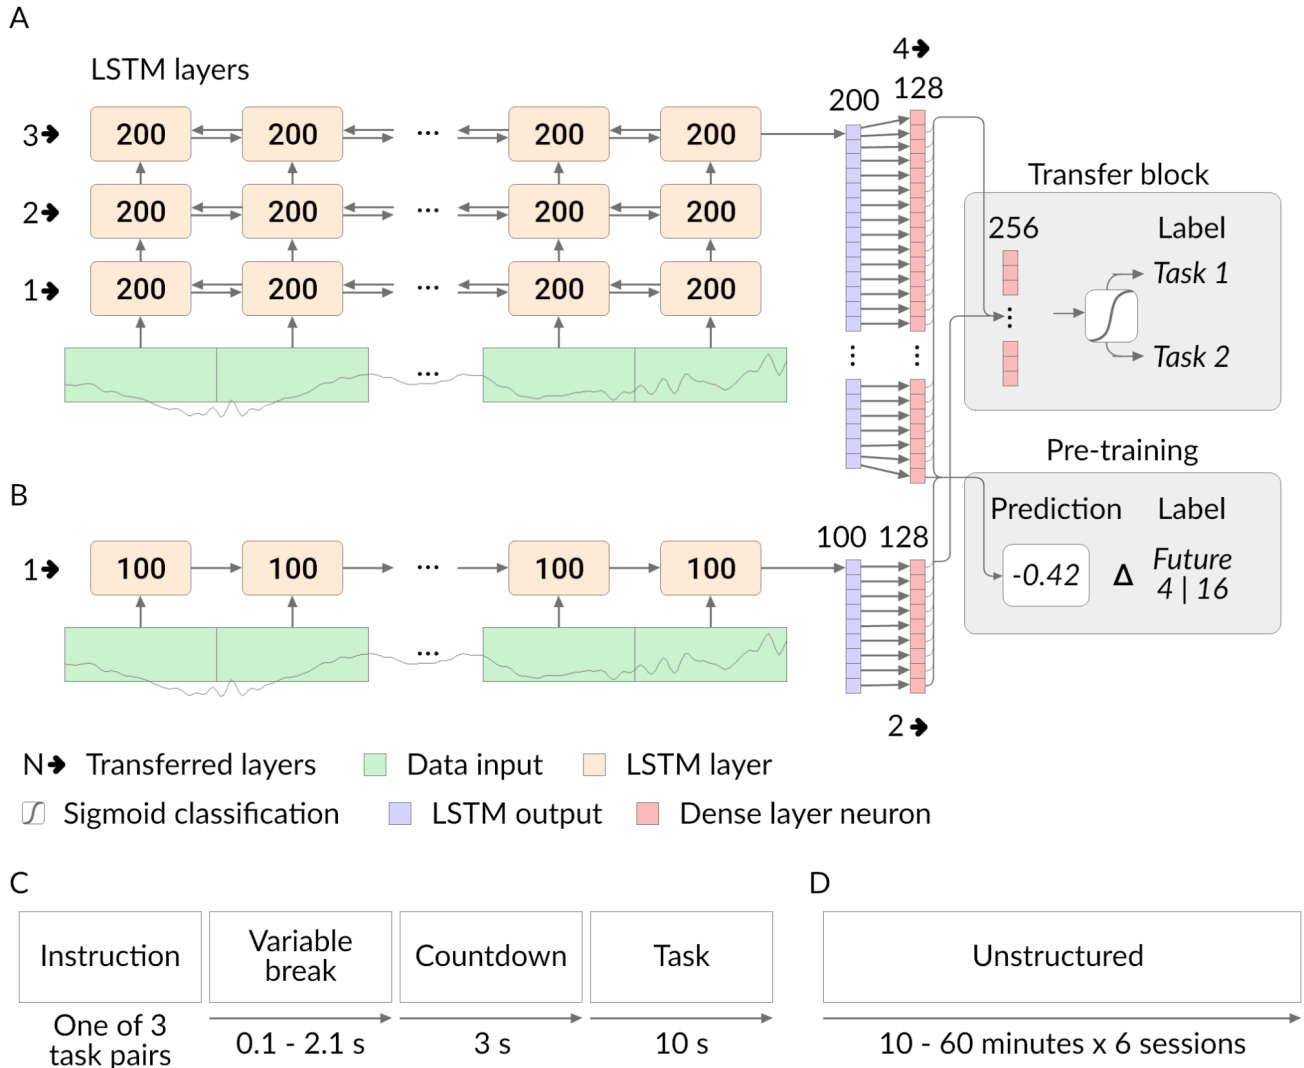 A
LSTM layers
4➔
200 128
3➔ 200 200 ... 200 200
2➔ 200 200 ... 200 200
1➔ 200 200 ... 200 200
...
Transfer block
256 Label
Task 1
Task 2
Pre-training
Prediction Label
-0.42 Δ Future
4 | 16
B
100 128
1➔ 100 100 ... 100 100
...
2➔
N➔ Transferred layers Data input LSTM layer
Sigmoid classification LSTM output Dense layer neuron
C
Instruction
Variable
break
Countdown
Task
One of 3
task pairs
0.1 - 2.1 s
3 s
10 s
D
Unstructured
10 - 60 minutes x 6 sessions